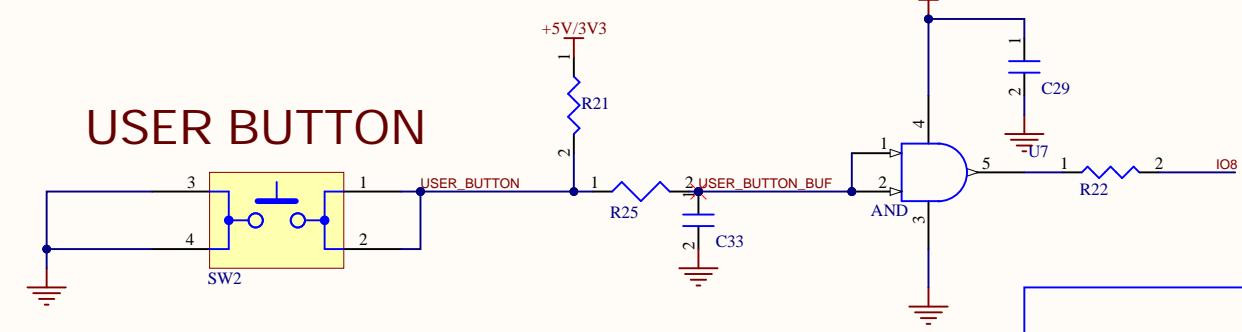 +5V/3V3
1
R21
2
USER BUTTON
3
4
1
2
SW2
USER_BUTTON
1
R25
2
1
USER_BUTTON_BUF
2
C33
1
2
AND
4
3
5
U7
1
2
C29
1
R22
2
IO8